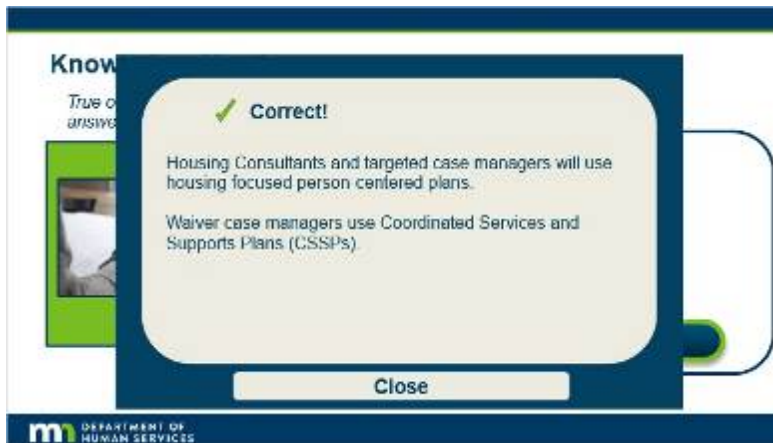 Know
True o
answe
Correct!
Housing Consultants and targeted case managers will use
housing focused person centered plans.
Waiver case managers use Coordinated Services and
Supports Plans (CSSPs).
Close
DEPARTMENT OF
HUMAN SERVICES